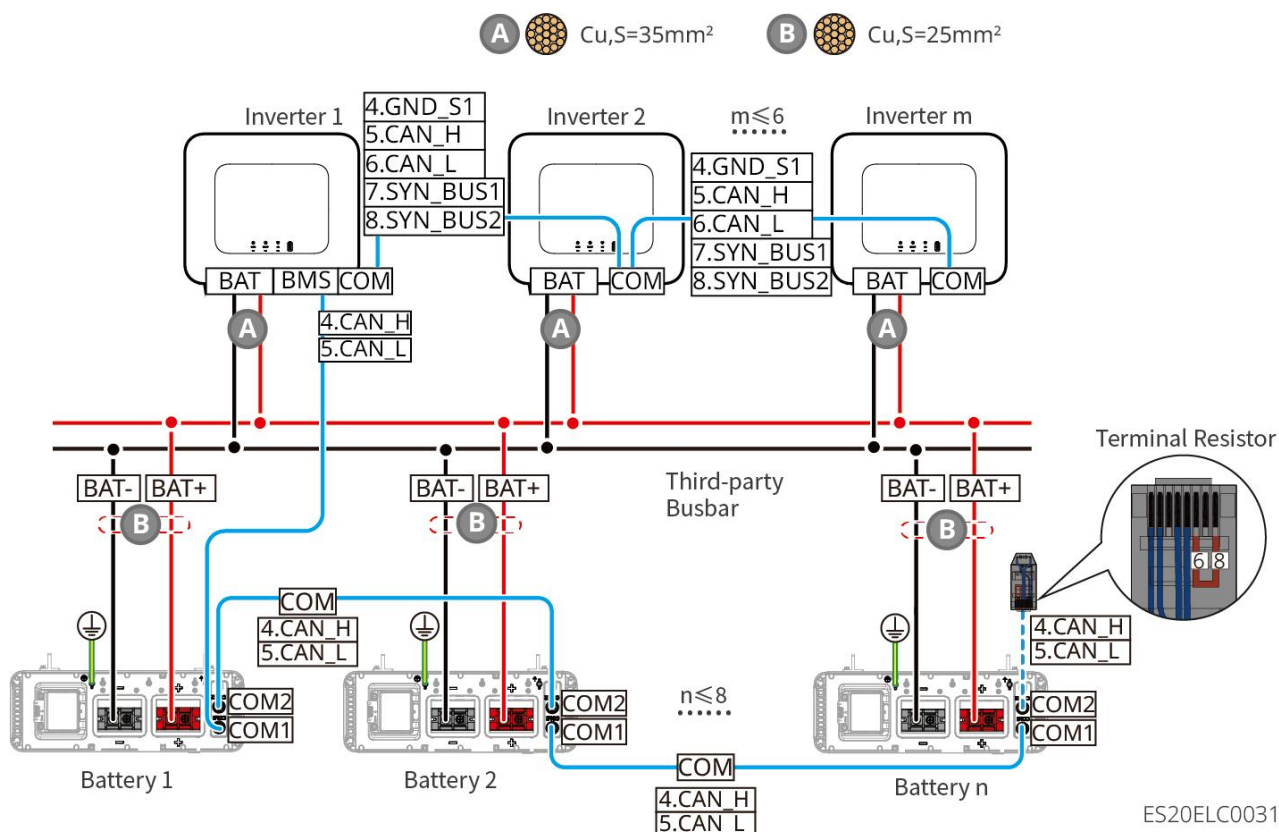 A Cu,S=35mm²
B Cu,S=25mm²
Inverter 1
4.GND_S1
5.CAN_H
6.CAN_L
7.SYN_BUS1
8.SYN_BUS2
Inverter 2
m≤6
4.GND_S1
5.CAN_H
6.CAN_L
7.SYN_BUS1
8.SYN_BUS2
Inverter m
BAT
BMS
COM
BAT
COM
BAT
COM
A
4.CAN_H
5.CAN_L
A
A
BAT-
BAT+
B
BAT-
BAT+
B
Third-party
Busbar
BAT-
BAT+
B
Terminal Resistor
6 8
COM
4.CAN_H
5.CAN_L
4.CAN_H
5.CAN_L
COM2
COM1
Battery 1
COM2
COM1
Battery 2
n≤8
COM
4.CAN_H
5.CAN_L
COM2
COM1
Battery n
ES20ELC0031